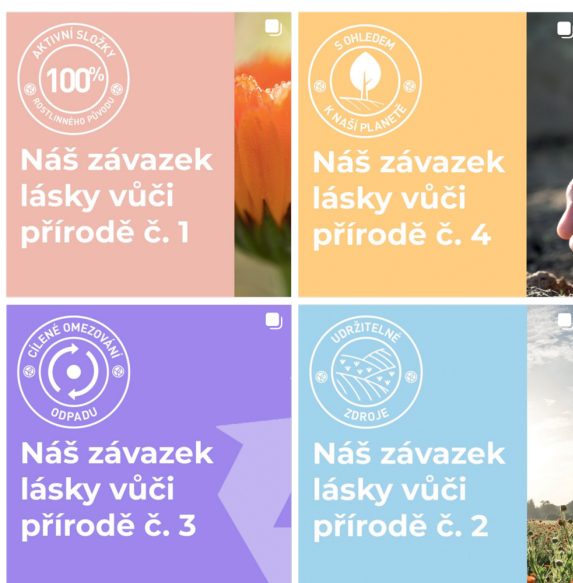 AKTIVNÍ SLOŽKY
100%
ROSTLINNÉHO PŮVODU
Náš závazek
lásky vůči
přírodě č. 1
S OHLEDEM
K NAŠÍ PLANETĚ
Náš závazek
lásky vůči
přírodě č. 4
CÍLENÉ OMEZOVÁNÍ
ODPADU
Náš závazek
lásky vůči
přírodě č. 3
UDRŽITELNÉ
ZDROJE
Náš závazek
lásky vůči
přírodě č. 2